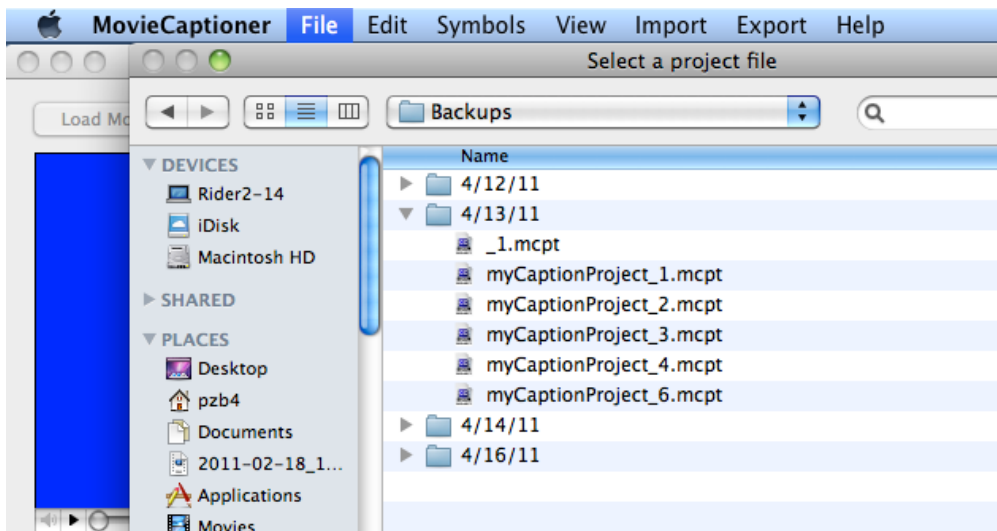 MovieCaptioner File Edit Symbols View Import Export Help
Select a project file
Load Mo
Backups
Name
DEVICES
Rider2-14
iDisk
Macintosh HD
SHARED
PLACES
Desktop
pzb4
Documents
2011-02-18_1...
Applications
Movies
4/12/11
4/13/11
_1.mcpt
myCaptionProject_1.mcpt
myCaptionProject_2.mcpt
myCaptionProject_3.mcpt
myCaptionProject_4.mcpt
myCaptionProject_6.mcpt
4/14/11
4/16/11